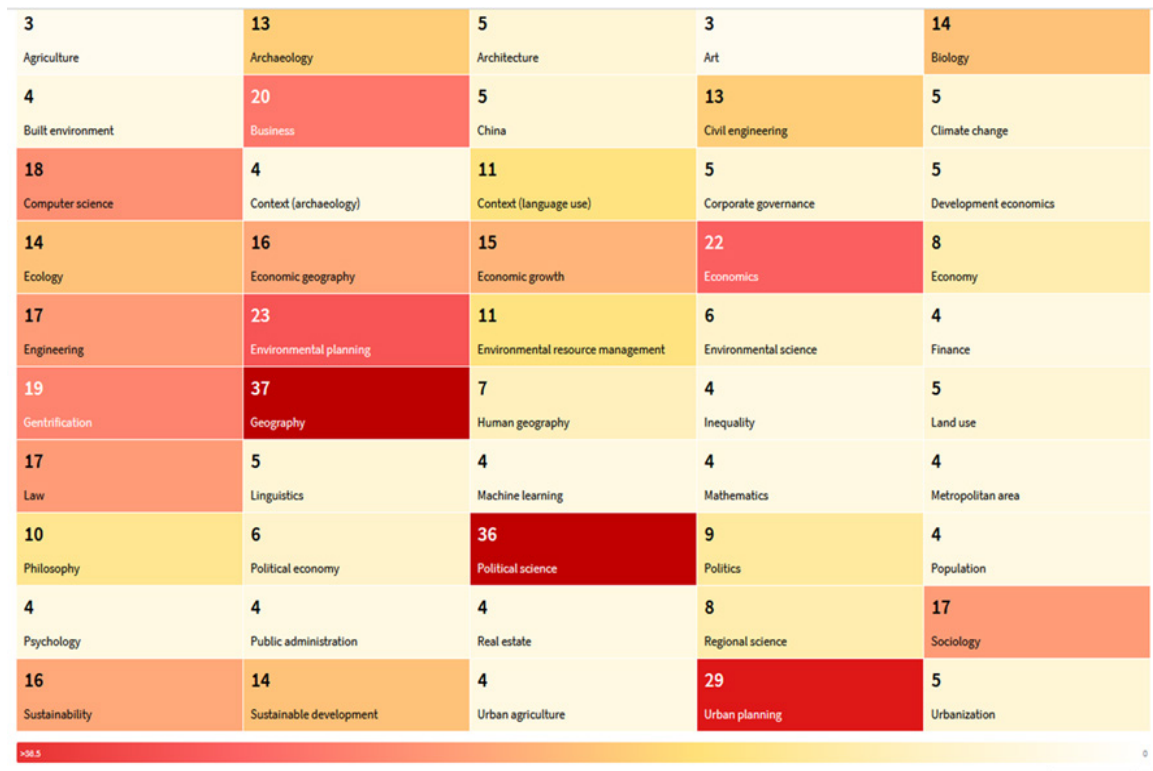 3 13 5 3 14
Agriculture Archaeology Architecture Art Biology
4 20 5 13 5
Built environment Business China Civil engineering Climate change
18 4 11 5 5
Computer science Context (archaeology) Context (language use) Corporate governance Development economics
14 16 15 22 8
Ecology Economic geography Economic growth Economics Economy
17 23 11 6 4
Engineering Environmental planning Environmental resource management Environmental science Finance
19 37 7 4 5
Gentrification Geography Human geography Inequality Land use
17 5 4 4 4
Law Linguistics Machine learning Mathematics Metropolitan area
10 6 36 9 4
Philosophy Political economy Political science Politics Population
4 4 4 8 17
Psychology Public administration Real estate Regional science Sociology
16 14 4 29 5
Sustainability Sustainable development Urban agriculture Urban planning Urbanization
0